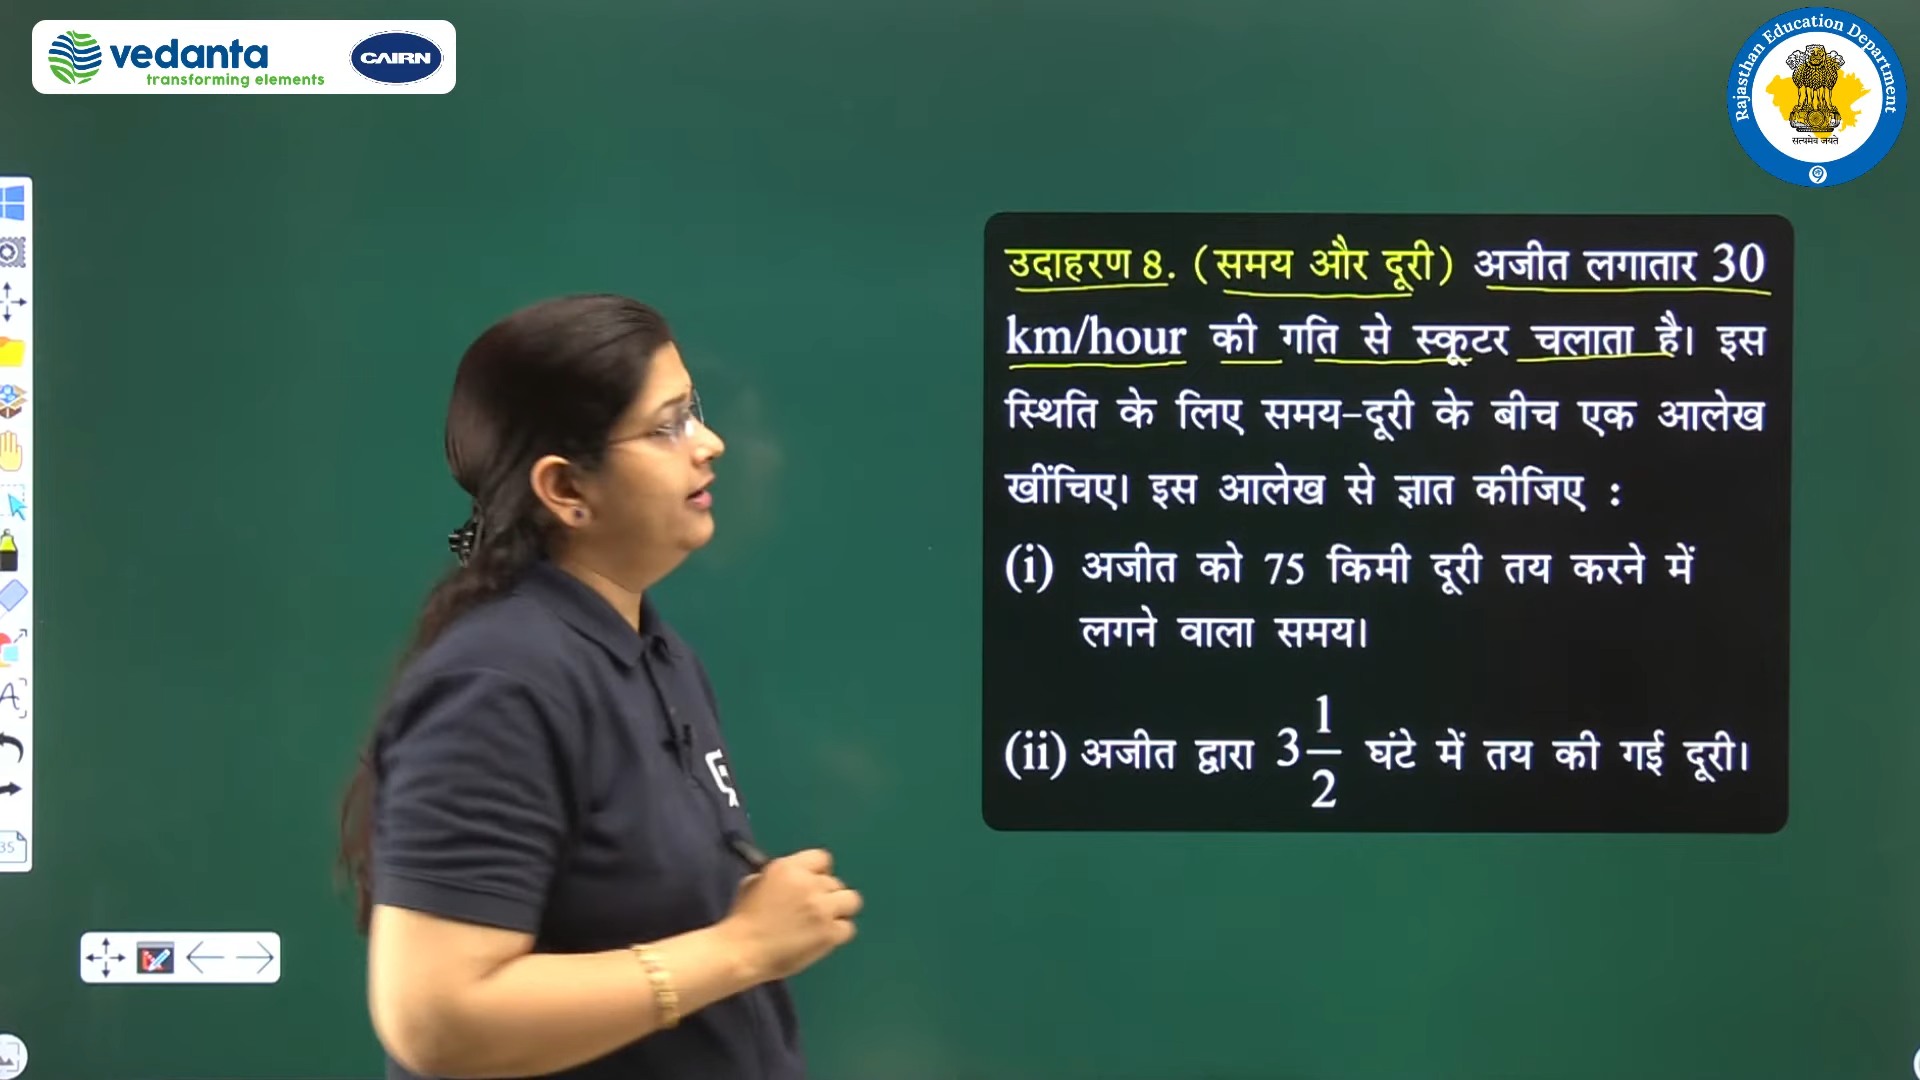 vedanta
transforming elements
CAIRN
Rajasthan Education Department
सत्यमेव जयते
उदाहरण 8. (समय और दूरी) अजीत लगातार 30
km/hour की गति से स्कूटर चलाता है। इस
स्थिति के लिए समय-दूरी के बीच एक आलेख
खींचिए। इस आलेख से ज्ञात कीजिए :
(i) अजीत को 75 किमी दूरी तय करने में
लगने वाला समय।
(ii) अजीत द्वारा 3 1/2 घंटे में तय की गई दूरी।
A
35